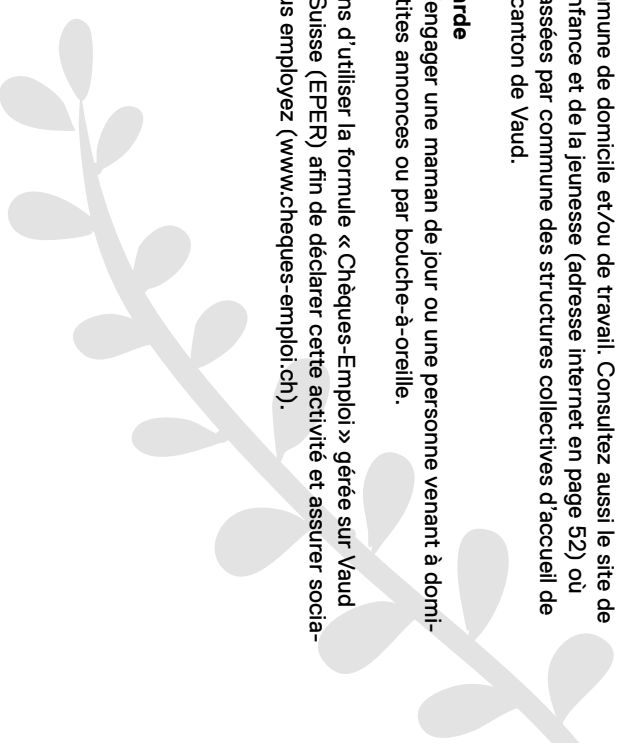 mmune de domicile et/ou de travail. Consultez aussi le site de
nfance et de la jeunesse (adresse internet en page 52) où
assées par commune des structures collectives d'accueil de
canton de Vaud.
arde
engager une maman de jour ou une personne venant à domi-
tites annonces ou par bouche-à-oreille.
ns d'utiliser la formule « Chèques-Emploi » gérée sur Vaud
Suisse (EPER) afin de déclarer cette activité et assurer socia-
us employez (www.cheques-emploi.ch).